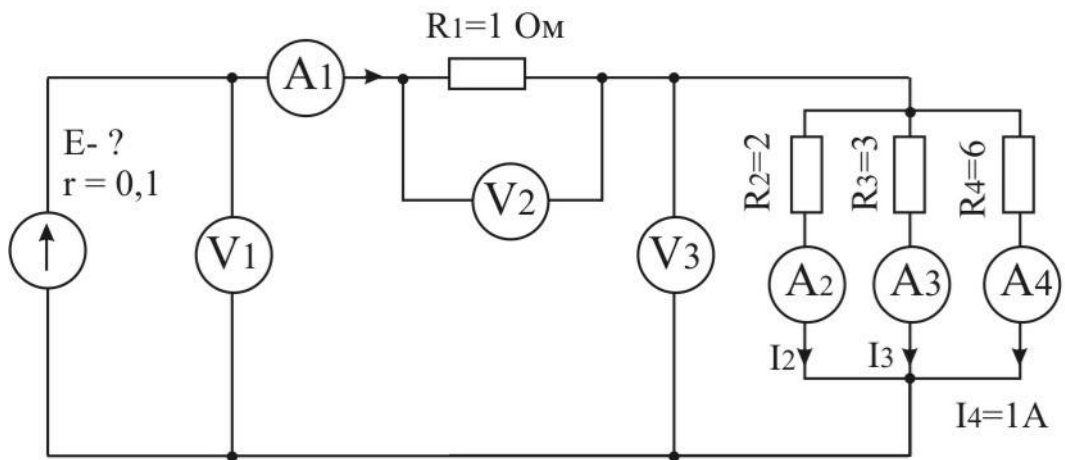 R1=1 Ом
A1
E- ?
r = 0,1
V1
V2
V3
R2=2
R3=3
R4=6
A2
A3
A4
I2
I3
I4=1А